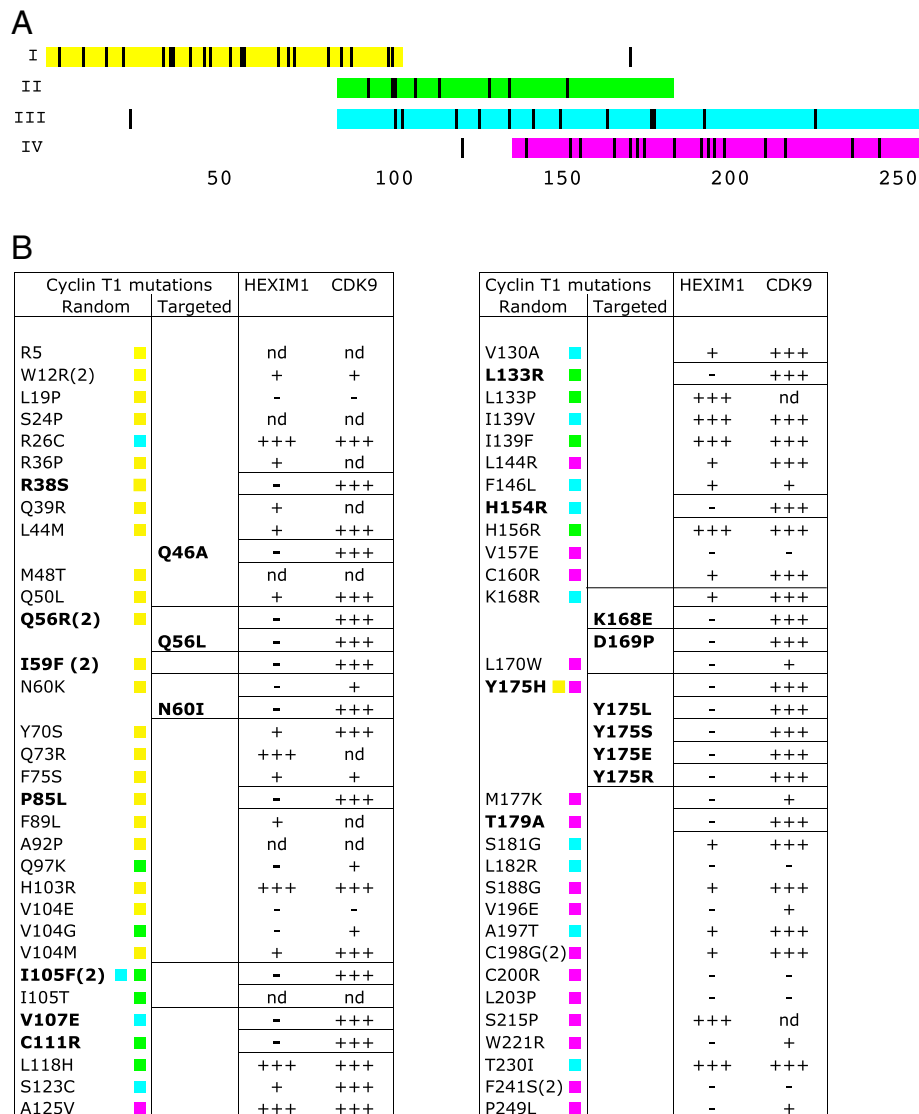 A
I
II
III
IV
50 100 150 200 250
B
Cyclin T1 mutations HEXIM1 CDK9
Random Targeted
R5 nd nd
W12R(2) + +
L19P - -
S24P nd nd
R26C +++ +++
R36P + nd
R38S - +++
Q39R + nd
L44M + +++
Q46A - +++
M48T nd nd
Q50L + +++
Q56R(2) - +++
Q56L - +++
I59F (2) - +++
N60K - +
N60I - +++
Y70S + +++
Q73R +++ nd
F75S + +
P85L - +++
F89L + nd
A92P nd nd
Q97K - +
H103R +++ +++
V104E - -
V104G - +
V104M + +++
I105F(2) - +++
I105T nd nd
V107E - +++
C111R - +++
L118H +++ +++
S123C + +++
A125V +++ +++
Cyclin T1 mutations HEXIM1 CDK9
Random Targeted
V130A + +++
L133R - +++
L133P +++ nd
I139V +++ +++
I139F +++ +++
L144R + +++
F146L + +
H154R - +++
H156R +++ +++
V157E - -
C160R + +++
K168R + +++
K168E - +++
D169P - +++
L170W - +
Y175H - +++
Y175L - +++
Y175S - +++
Y175E - +++
Y175R - +++
M177K - +
T179A - +++
S181G + +++
L182R - -
S188G + +++
V196E - +
A197T + +++
C198G(2) + +++
C200R - -
L203P - -
S215P +++ nd
W221R - +
T230I +++ +++
F241S(2) - -
P249L - +